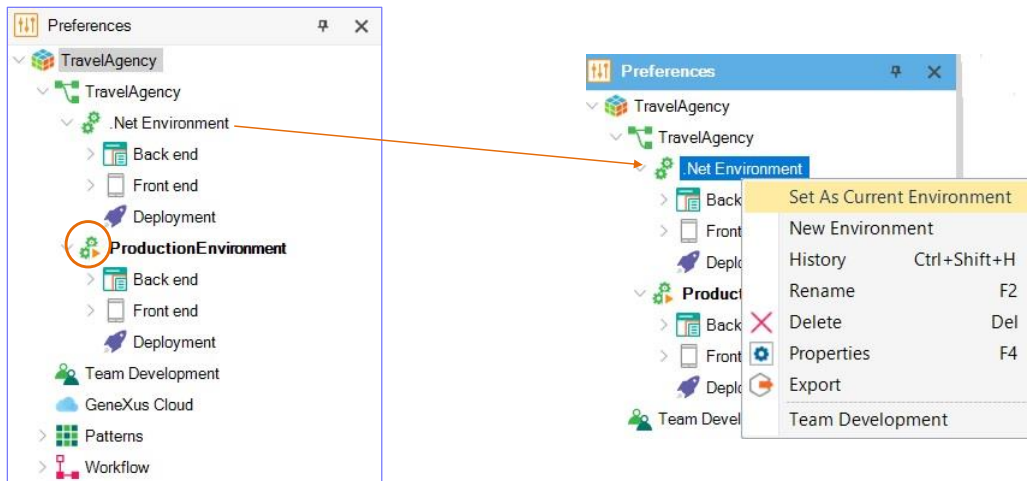 Preferences
TravelAgency
TravelAgency
.Net Environment
Back end
Front end
Deployment
ProductionEnvironment
Back end
Front end
Deployment
Team Development
GeneXus Cloud
Patterns
Workflow
Preferences
TravelAgency
TravelAgency
.Net Environment
Back
Front
Deplo
Product
Back
Front
Deplo
Team Devel
Set As Current Environment
New Environment
History Ctrl+Shift+H
Rename F2
Delete Del
Properties F4
Export
Team Development